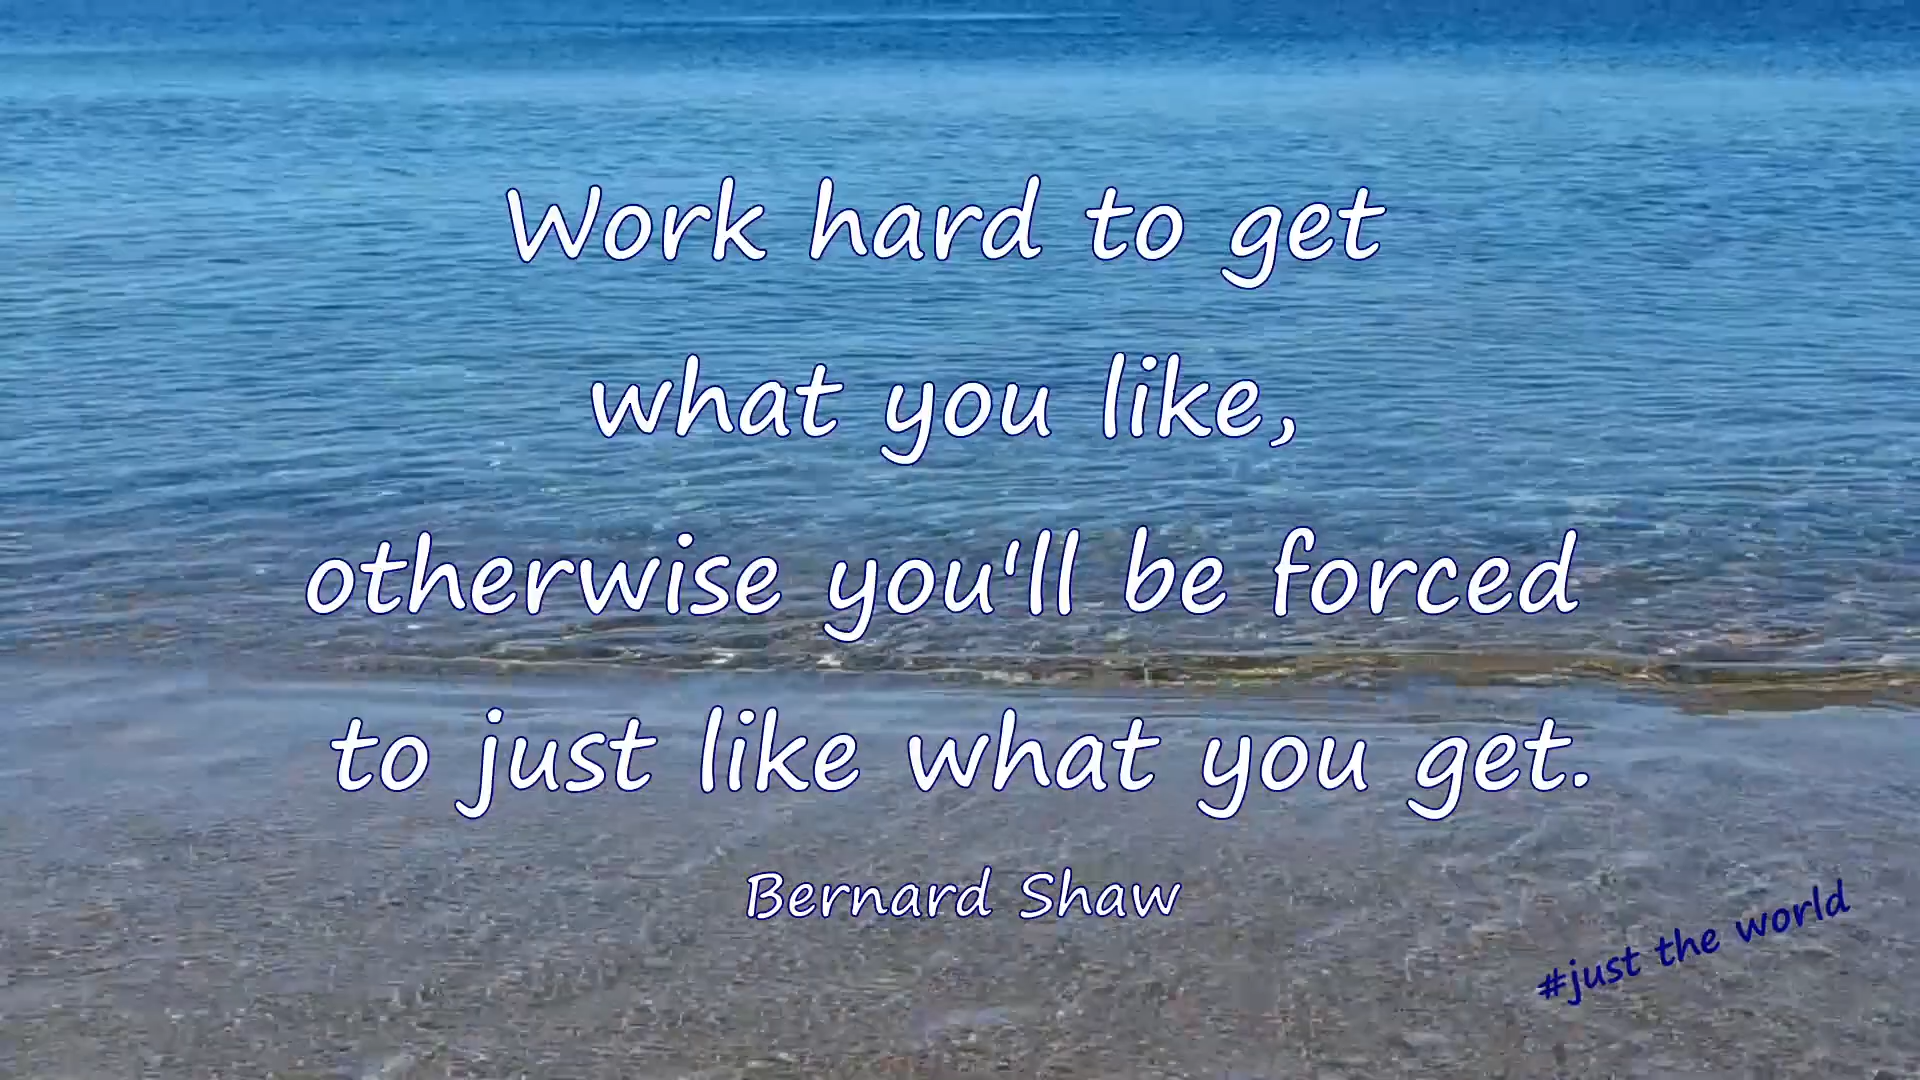 Work hard to get
what you like,
otherwise you'll be forced
to just like what you get.
Bernard Shaw
#just the world